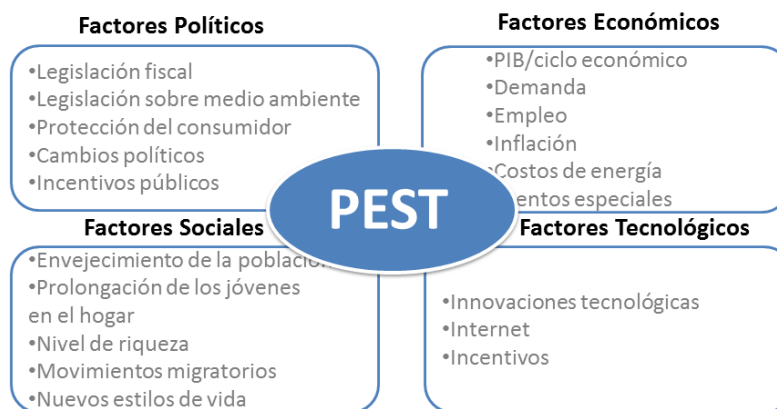 Factores Políticos
•Legislación fiscal
•Legislación sobre medio ambiente
•Protección del consumidor
•Cambios políticos
•Incentivos públicos
Factores Económicos
•PIB/ciclo económico
•Demanda
•Empleo
•Inflación
•Costos de energía
especiales
PEST
Factores Sociales
•Envejecimiento de la población
•Prolongación de los jóvenes
en el hogar
•Nivel de riqueza
•Movimientos migratorios
•Nuevos estilos de vida
Factores Tecnológicos
•Innovaciones tecnológicas
•Internet
•Incentivos